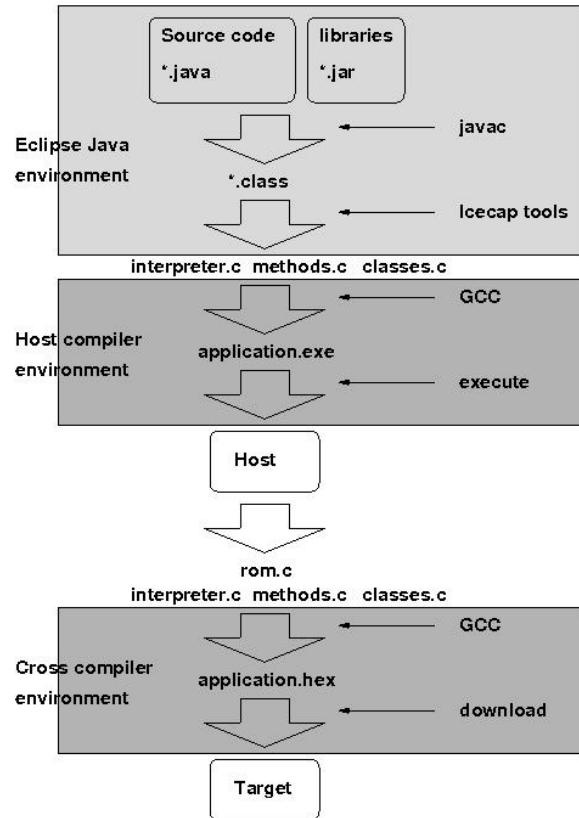 Source code
*.java
libraries
*.jar
javac
Eclipse Java
environment
*.class
Icecap tools
interpreter.c methods.c classes.c
GCC
Host compiler
environment
application.exe
execute
Host
rom.c
interpreter.c methods.c classes.c
GCC
Cross compiler
environment
application.hex
download
Target